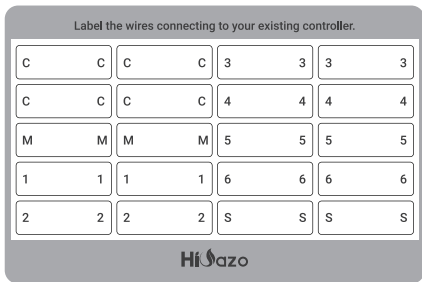 Label the wires connecting to your existing controller.
C C C C 3 3 3 3
C C C C 4 4 4 4
M M M M 5 5 5 5
1 1 1 1 6 6 6 6
2 2 2 2 S S S S
HiSazo